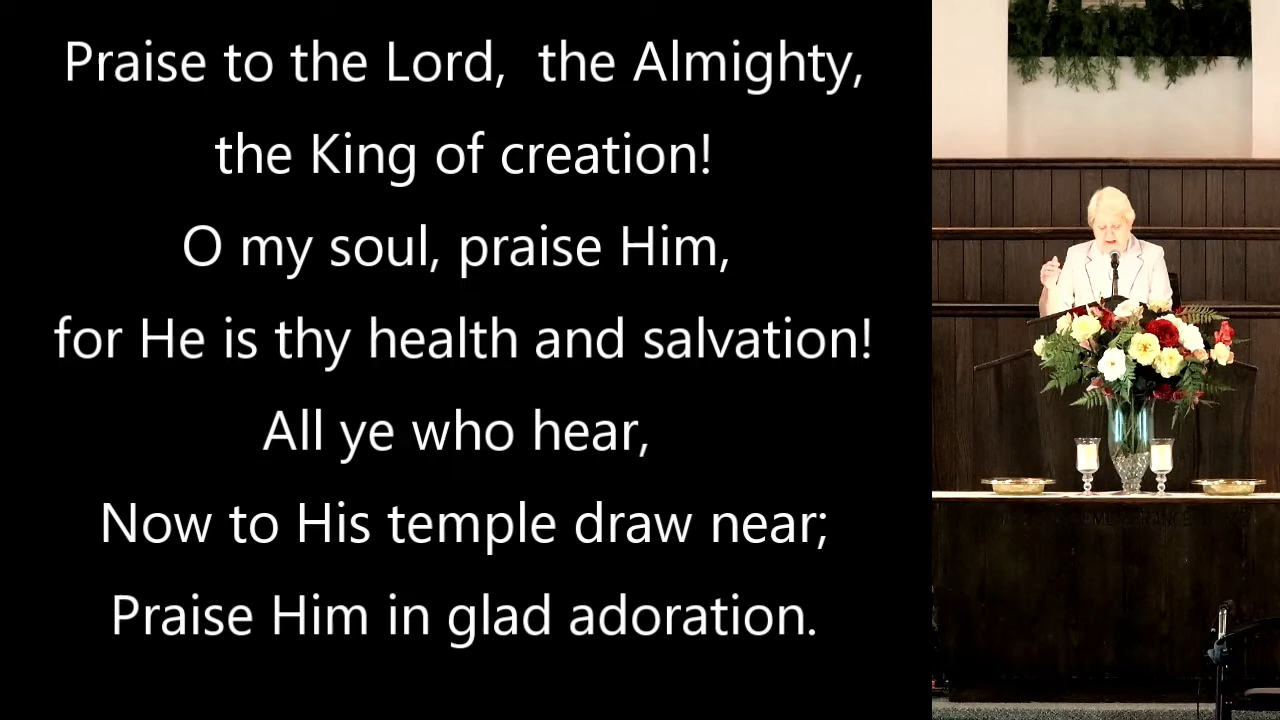 Praise to the Lord,  the Almighty,
the King of creation!
O my soul, praise Him,
for He is thy health and salvation!
All ye who hear,
Now to His temple draw near;
Praise Him in glad adoration.